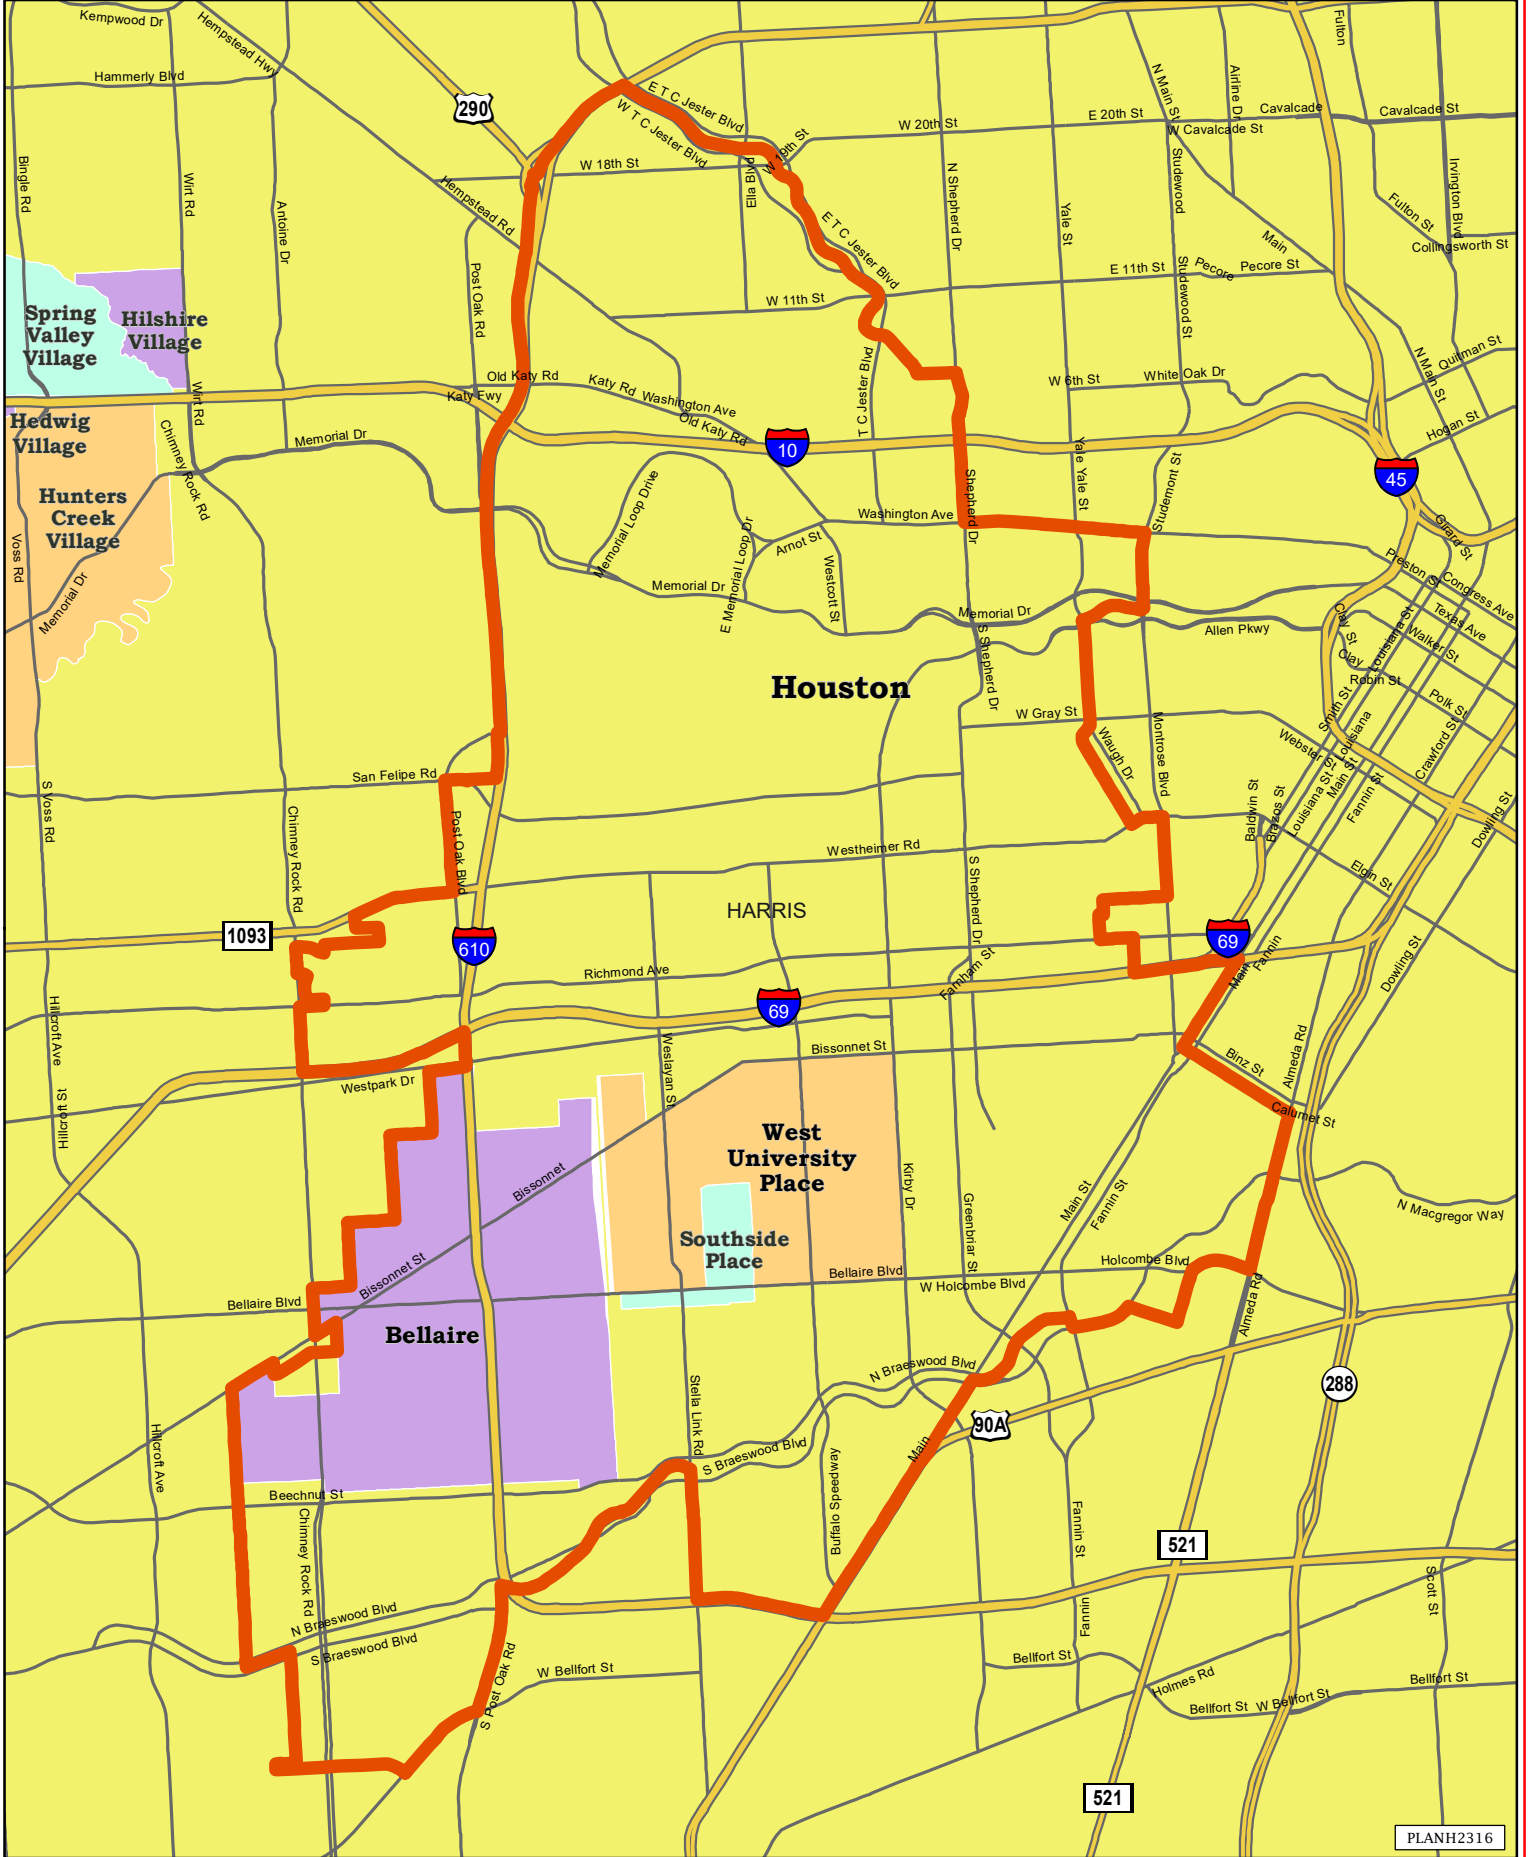 Kempwood Dr
Hempstead Hwy
Hammerly Blvd
290
E T C Jester Blvd
W T C Jester Blvd
W 19th St
W 20th St
E 20th St
N Main St
Airline Dr
Fulton
Cavalcade
Cavalcade St
W Cavalcade St
W 18th St
Ella Blvd
Bingle Rd
Wirt Rd
Antoine Dr
Hempstead Rd
Post Oak Rd
N Shepherd Dr
Yale St
Studewood
Studewood St
Irvington Blvd
Fulton St
Collingsworth St
Main
E T C Jester Blvd
E 11th St
Pecore
Pecore St
W 11th St
Spring
Valley
Village
Hilshire
Village
Old Katy Rd
Katy Fwy
Katy Rd
Washington Ave
Old Katy Rd
T C Jester Blvd
W 6th St
White Oak Dr
N Main St
Quitman St
Hogan St
Hedwig
Village
Wirt Rd
Chimney Rock Rd
Memorial Dr
10
45
Hunters
Creek
Village
Voss Rd
Memorial Dr
Memorial Loop Drive
E Memorial Loop Dr
Arnot St
Westcott St
Washington Ave
Shepherd Dr
Yale Yale St
Studemont St
Girard St
Preston St
Congress Ave
Texas Ave
Walker St
Clay St
Clay
Louisiana St
Robin St
Polk St
Memorial Dr
Memorial Dr
Allen Pkwy
S Shepherd Dr
Houston
W Gray St
Waugh Dr
Montrose Blvd
Webster St
Smith St
Louisiana
Main St
Louisiana St
Fannin St
Crawford St
Dowling St
Baldwin St
Brazos St
Elgin St
San Felipe Rd
S Voss Rd
Chimney Rock Rd
Post Oak Blvd
Westheimer Rd
HARRIS
S Shepherd Dr
1093
610
69
Main
Fannin
Dowling St
Richmond Ave
Farnham St
69
Hillcroft Ave
Hillcroft St
Westpark Dr
Weslayan St
Bissonnet St
Binz St
Almeda Rd
Calumet St
West
University
Place
Bissonnet
Kirby Dr
Greenbriar St
Main St
Fannin St
N Macgregor Way
Southside
Place
Bissonnet St
Bellaire Blvd
Bellaire Blvd
W Holcombe Blvd
Holcombe Blvd
Almeda Rd
Bellaire
N Braeswood Blvd
288
90A
Main
Stella Link Rd
S Braeswood Blvd
Buffalo Speedway
Hillcroft Ave
Beechnut St
Chimney Rock Rd
Fannin St
Fannin
521
Scott St
N Braeswood Blvd
S Braeswood Blvd
S Post Oak Rd
W Bellfort St
Bellfort St
Holmes Rd
Bellfort St
W Bellfort St
Bellfort St
521
PLANH2316